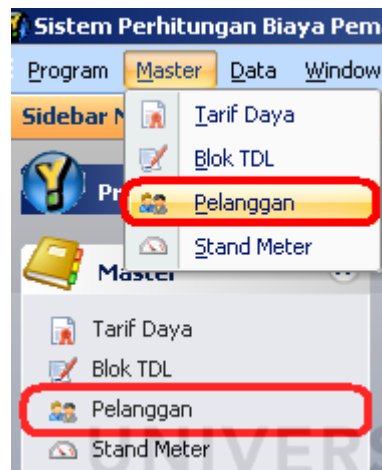 Sistem Perhitungan Biaya Pem
Program Master Data Window
Sidebar
Tarif Daya
Blok TDL
Pelanggan
Stand Meter
Pr
Master
Tarif Daya
Blok TDL
Pelanggan
Stand Meter
UNIVERS